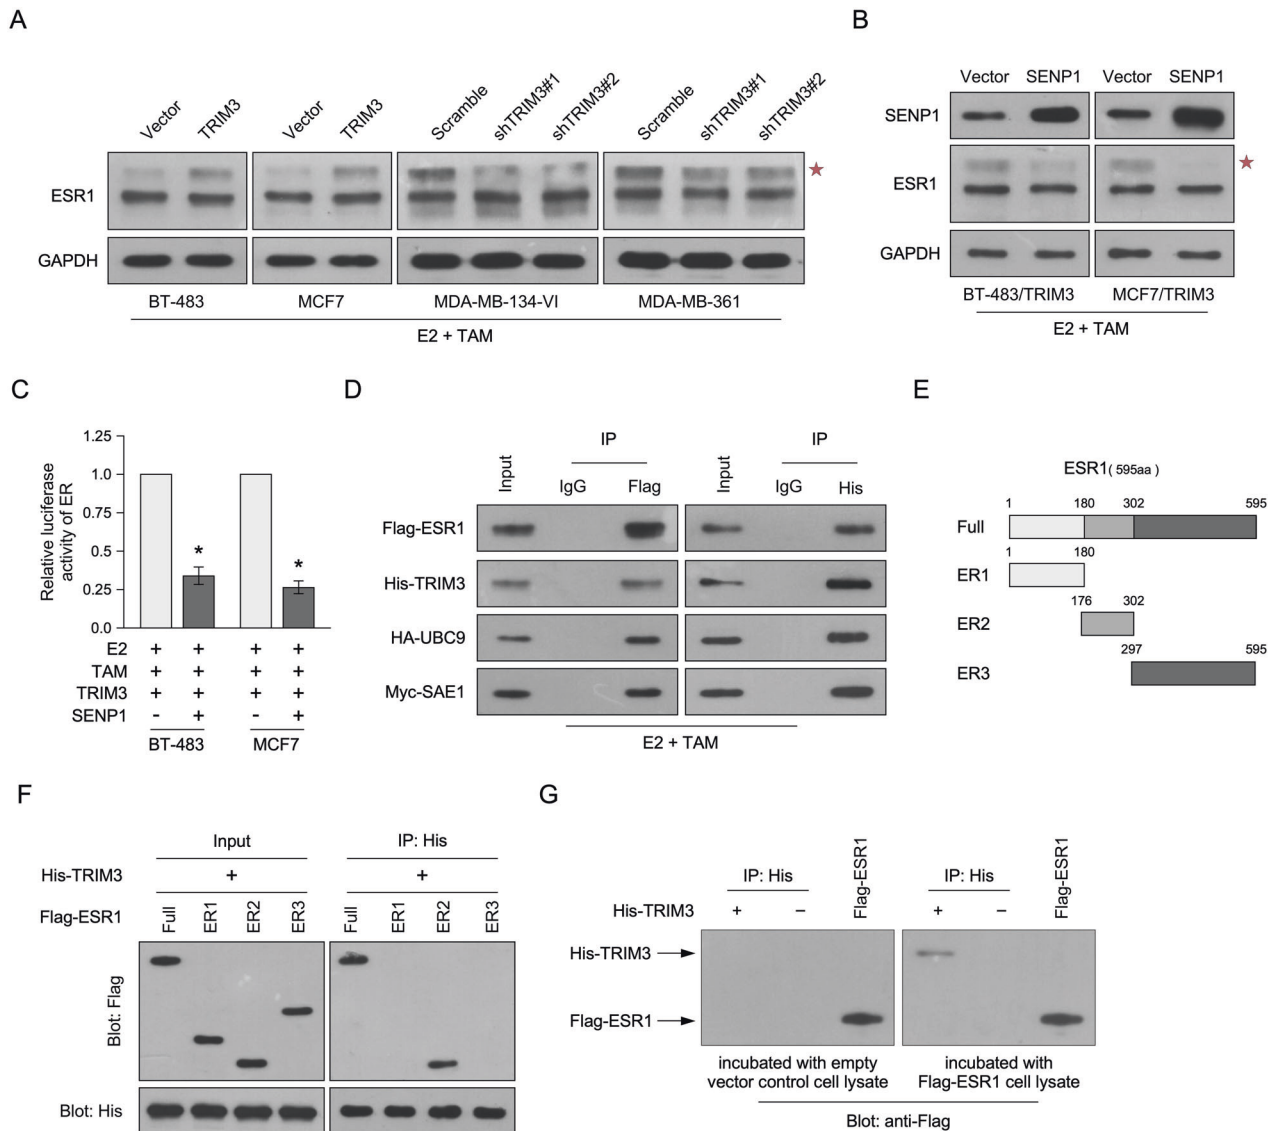 A
Vector TRIM3 Vector TRIM3 Scramble shTRIM3#1 shTRIM3#2 Scramble shTRIM3#1 shTRIM3#2
ESR1
GAPDH
BT-483 MCF7 MDA-MB-134-VI MDA-MB-361
E2 + TAM
B
Vector SENP1 Vector SENP1
SENP1
ESR1
GAPDH
BT-483/TRIM3 MCF7/TRIM3
E2 + TAM
C
Relative luciferase
activity of ER
1.25
1.0
0.75
0.5
0.25
0.0
* *
E2 + + + +
TAM + + + +
TRIM3 + + + +
SENP1 - + - +
BT-483 MCF7
D
IP IP
Input IgG Flag Input IgG His
Flag-ESR1
His-TRIM3
HA-UBC9
Myc-SAE1
E2 + TAM
E
ESR1( 595aa )
1 180 302 595
Full
1 180
ER1
176 302
ER2
297 595
ER3
F
Input IP: His
His-TRIM3 + +
Flag-ESR1 Full ER1 ER2 ER3 Full ER1 ER2 ER3
Blot: Flag
Blot: His
G
IP: His Flag-ESR1 IP: His Flag-ESR1
His-TRIM3 + − + −
His-TRIM3
Flag-ESR1
incubated with empty
vector control cell lysate
incubated with
Flag-ESR1 cell lysate
Blot: anti-Flag